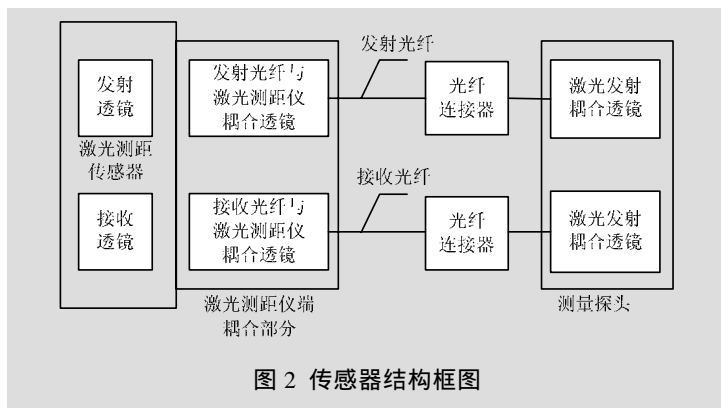 发射光纤
发射
透镜
发射光纤与
激光测距仪
耦合透镜
光纤
连接器
激光发射
耦合透镜
激光测距
传感器
接收光纤
接收
透镜
接收光纤与
激光测距仪
耦合透镜
光纤
连接器
激光发射
耦合透镜
激光测距仪端
耦合部分
测量探头
图 2 传感器结构框图